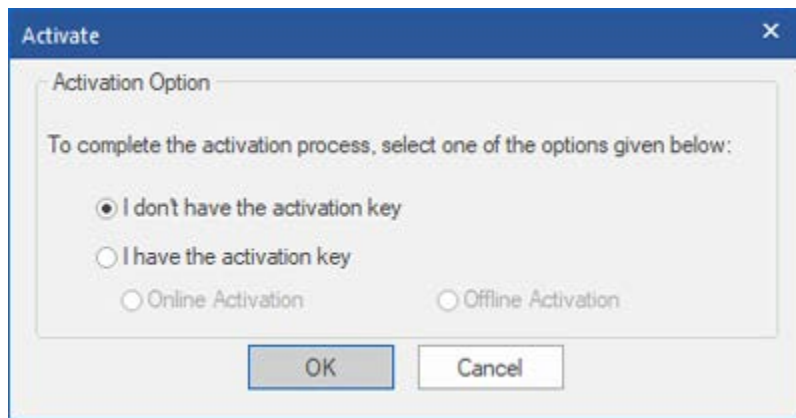 Activate
Activation Option
To complete the activation process, select one of the options given below:
I don't have the activation key
I have the activation key
Online Activation Offline Activation
OK Cancel